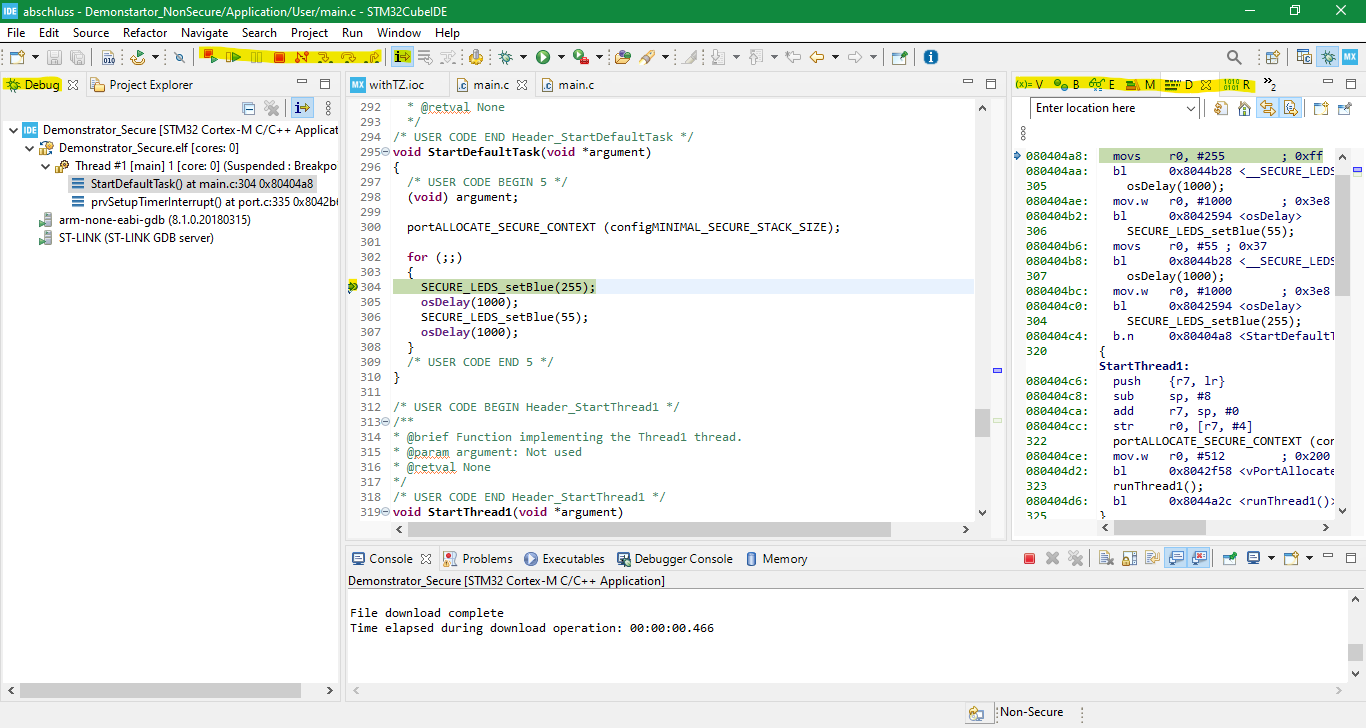 IDE abschluss - Demonstartor_NonSecure/Application/User/main.c - STM32CubeIDE
File Edit Source Refactor Navigate Search Project Run Window Help
Debug
Project Explorer
IDE Demonstrator_Secure [STM32 Cortex-M C/C++ Applicat
Demonstrator_Secure.elf [cores: 0]
Thread #1 [main] 1 [core: 0] (Suspended : Breakpo
StartDefaultTask() at main.c:304 0x80404a8
prvSetupTimerInterrupt() at port.c:335 0x8042b6
arm-none-eabi-gdb (8.1.0.20180315)
ST-LINK (ST-LINK GDB server)
MX withTZ.ioc
main.c
main.c
292 * @retval None
293 */
294 /* USER CODE END Header_StartDefaultTask */
295 void StartDefaultTask(void *argument)
296 {
297 /* USER CODE BEGIN 5 */
298 (void) argument;
299
300 portALLOCATE_SECURE_CONTEXT (configMINIMAL_SECURE_STACK_SIZE);
301
302 for (;;)
303 {
304 SECURE_LEDS_setBlue(255);
305 osDelay(1000);
306 SECURE_LEDS_setBlue(55);
307 osDelay(1000);
308 }
309 /* USER CODE END 5 */
310 }
311
312 /* USER CODE BEGIN Header_StartThread1 */
313 /**
314 * @brief Function implementing the Thread1 thread.
315 * @param argument: Not used
316 * @retval None
317 */
318 /* USER CODE END Header_StartThread1 */
319 void StartThread1(void *argument)
(x)= V B E M D R »2
Enter location here
080404a8: movs r0, #255 ; 0xff
080404aa: bl 0x8044b28 <__SECURE_LEDS
305 osDelay(1000);
080404ae: mov.w r0, #1000 ; 0x3e8
080404b2: bl 0x8042594 <osDelay>
306 SECURE_LEDS_setBlue(55);
080404b6: movs r0, #55 ; 0x37
080404b8: bl 0x8044b28 <__SECURE_LEDS
307 osDelay(1000);
080404bc: mov.w r0, #1000 ; 0x3e8
080404c0: bl 0x8042594 <osDelay>
304 SECURE_LEDS_setBlue(255);
080404c4: b.n 0x80404a8 <StartDefaultT
320 {
StartThread1:
080404c6: push {r7, lr}
080404c8: sub sp, #8
080404ca: add r7, sp, #0
080404cc: str r0, [r7, #4]
322 portALLOCATE_SECURE_CONTEXT (cor
080404ce: mov.w r0, #512 ; 0x200
080404d2: bl 0x8042f58 <vPortAllocate
323 runThread1();
080404d6: bl 0x8044a2c <runThread1()>
325 }
Console Problems Executables Debugger Console Memory
Demonstrator_Secure [STM32 Cortex-M C/C++ Application]
File download complete
Time elapsed during download operation: 00:00:00.466
Non-Secure